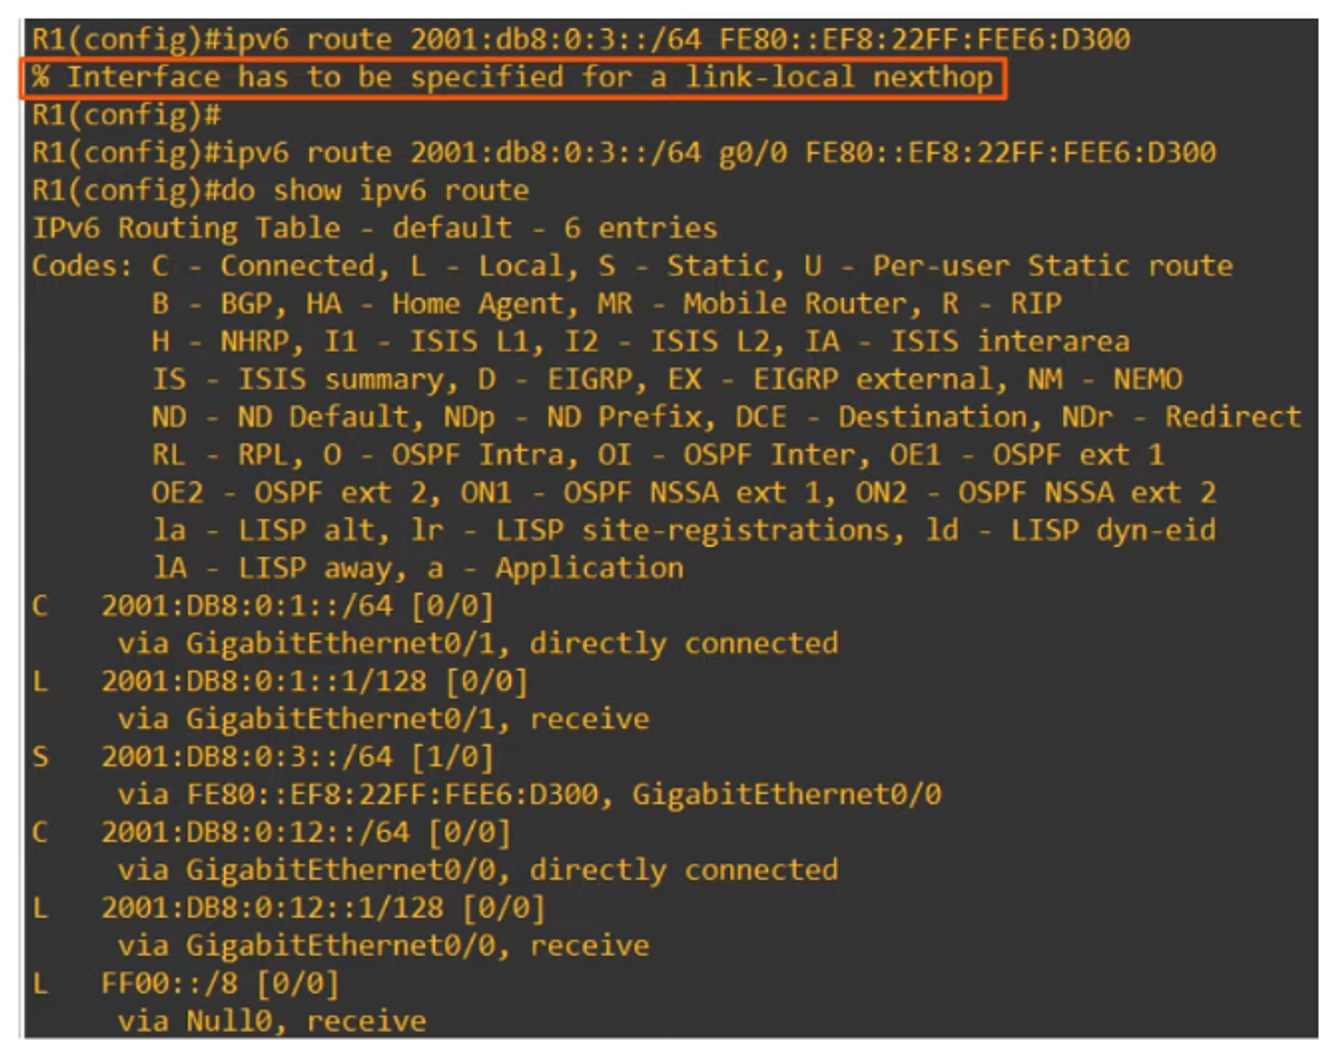 R1(config)#ipv6 route 2001:db8:0:3::/64 FE80::EF8:22FF:FEE6:D300
% Interface has to be specified for a link-local nexthop
R1(config)#
R1(config)#ipv6 route 2001:db8:0:3::/64 g0/0 FE80::EF8:22FF:FEE6:D300
R1(config)#do show ipv6 route
IPv6 Routing Table - default - 6 entries
Codes: C - Connected, L - Local, S - Static, U - Per-user Static route
B - BGP, HA - Home Agent, MR - Mobile Router, R - RIP
H - NHRP, I1 - ISIS L1, I2 - ISIS L2, IA - ISIS interarea
IS - ISIS summary, D - EIGRP, EX - EIGRP external, NM - NEMO
ND - ND Default, NDp - ND Prefix, DCE - Destination, NDr - Redirect
RL - RPL, O - OSPF Intra, OI - OSPF Inter, OE1 - OSPF ext 1
OE2 - OSPF ext 2, ON1 - OSPF NSSA ext 1, ON2 - OSPF NSSA ext 2
la - LISP alt, lr - LISP site-registrations, ld - LISP dyn-eid
lA - LISP away, a - Application
C 2001:DB8:0:1::/64 [0/0]
via GigabitEthernet0/1, directly connected
L 2001:DB8:0:1::1/128 [0/0]
via GigabitEthernet0/1, receive
S 2001:DB8:0:3::/64 [1/0]
via FE80::EF8:22FF:FEE6:D300, GigabitEthernet0/0
C 2001:DB8:0:12::/64 [0/0]
via GigabitEthernet0/0, directly connected
L 2001:DB8:0:12::1/128 [0/0]
via GigabitEthernet0/0, receive
L FF00::/8 [0/0]
via Null0, receive